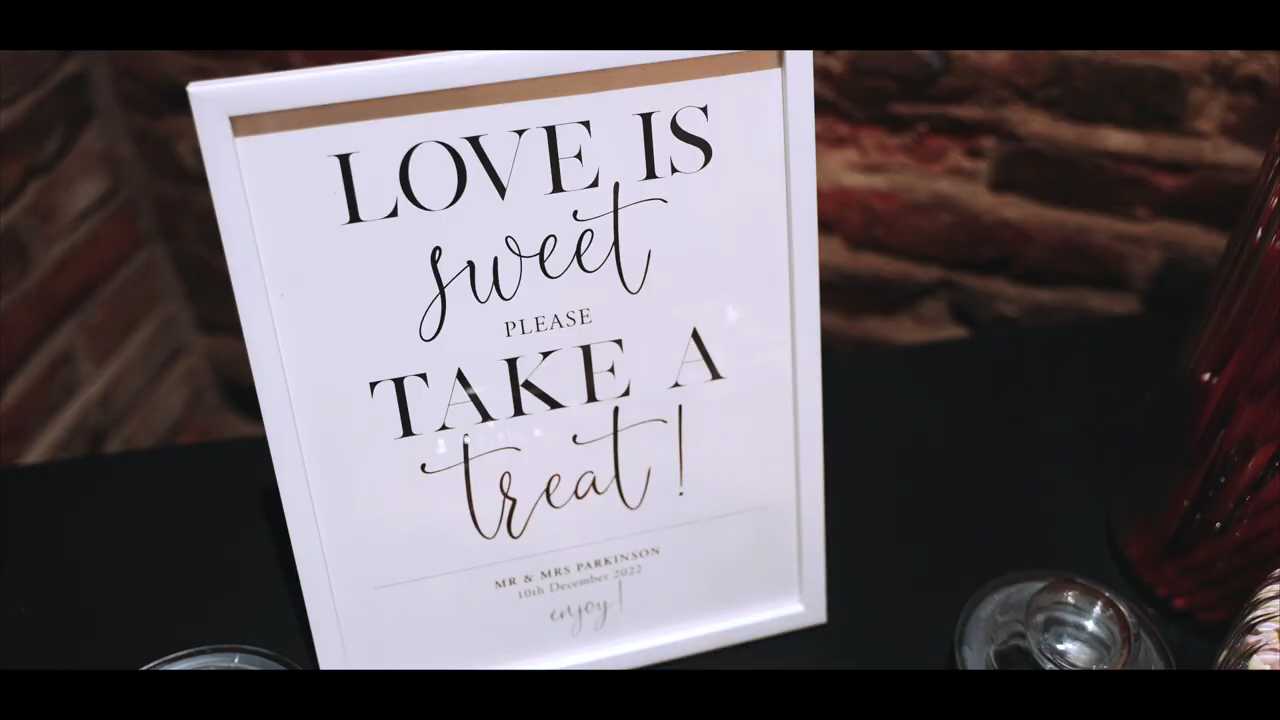 LOVE IS
sweet
PLEASE
TAKE A
treat!
MR & MRS PARKINSON
10th December 2022
enjoy!